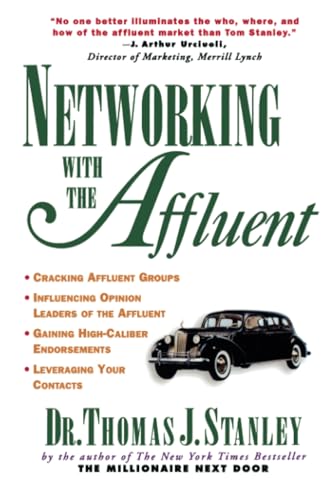 "No one better illuminates the who, where, and
how of the affluent market than Tom Stanley."
—J. Arthur Urciuoli,
Director of Marketing, Merrill Lynch
NETWORKING
WITH
THE
Affluent
• CRACKING AFFLUENT GROUPS
• INFLUENCING OPINION
LEADERS OF THE AFFLUENT
• GAINING HIGH-CALIBER
ENDORSEMENTS
• LEVERAGING YOUR
CONTACTS
DR. THOMAS J. STANLEY
by the author of The New York Times Bestseller
THE MILLIONAIRE NEXT DOOR